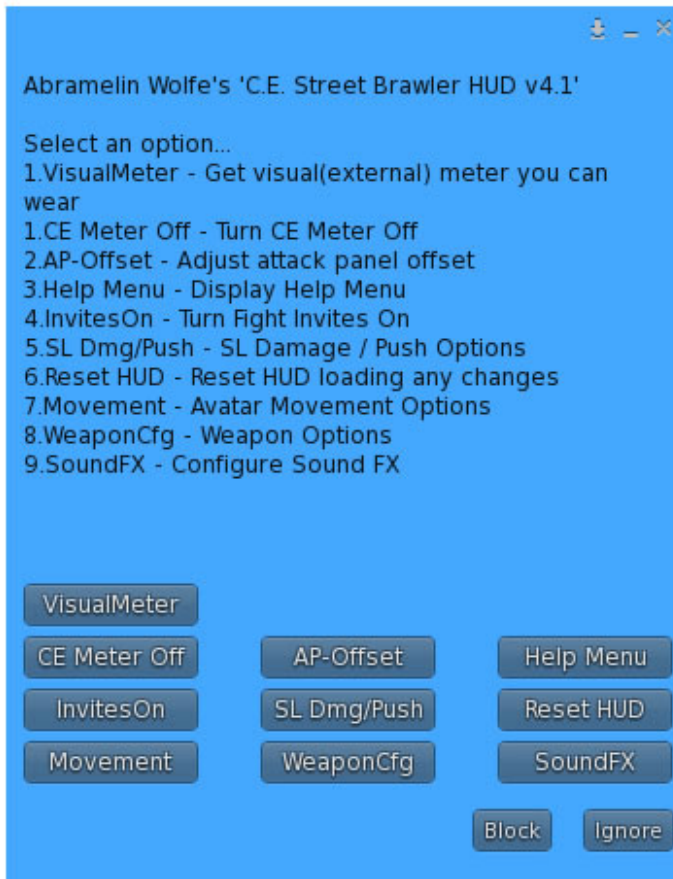 Abramelin Wolfe's 'C.E. Street Brawler HUD v4.1'
Select an option...
1.VisualMeter - Get visual(external) meter you can
wear
1.CE Meter Off - Turn CE Meter Off
2.AP-Offset - Adjust attack panel offset
3.Help Menu - Display Help Menu
4.InvitesOn - Turn Fight Invites On
5.SL Dmg/Push - SL Damage / Push Options
6.Reset HUD - Reset HUD loading any changes
7.Movement - Avatar Movement Options
8.WeaponCfg - Weapon Options
9.SoundFX - Configure Sound FX
VisualMeter
CE Meter Off AP-Offset Help Menu
InvitesOn SL Dmg/Push Reset HUD
Movement WeaponCfg SoundFX
Block Ignore